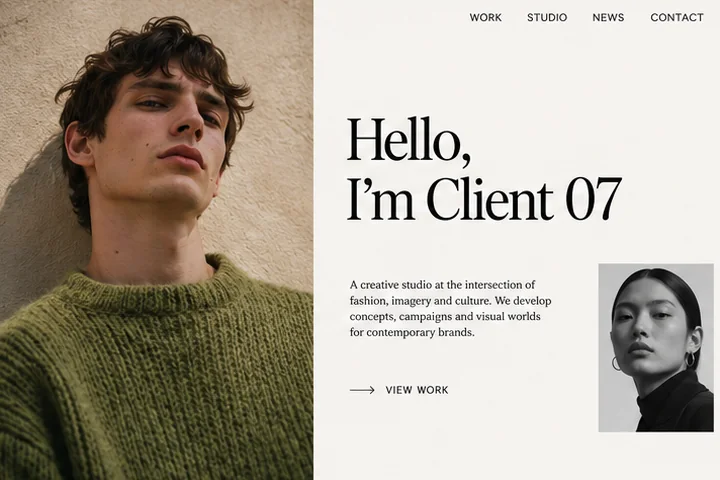 WORK STUDIO NEWS CONTACT
Hello,
I’m Client 07
A creative studio at the intersection of
fashion, imagery and culture. We develop
concepts, campaigns and visual worlds
for contemporary brands.
VIEW WORK